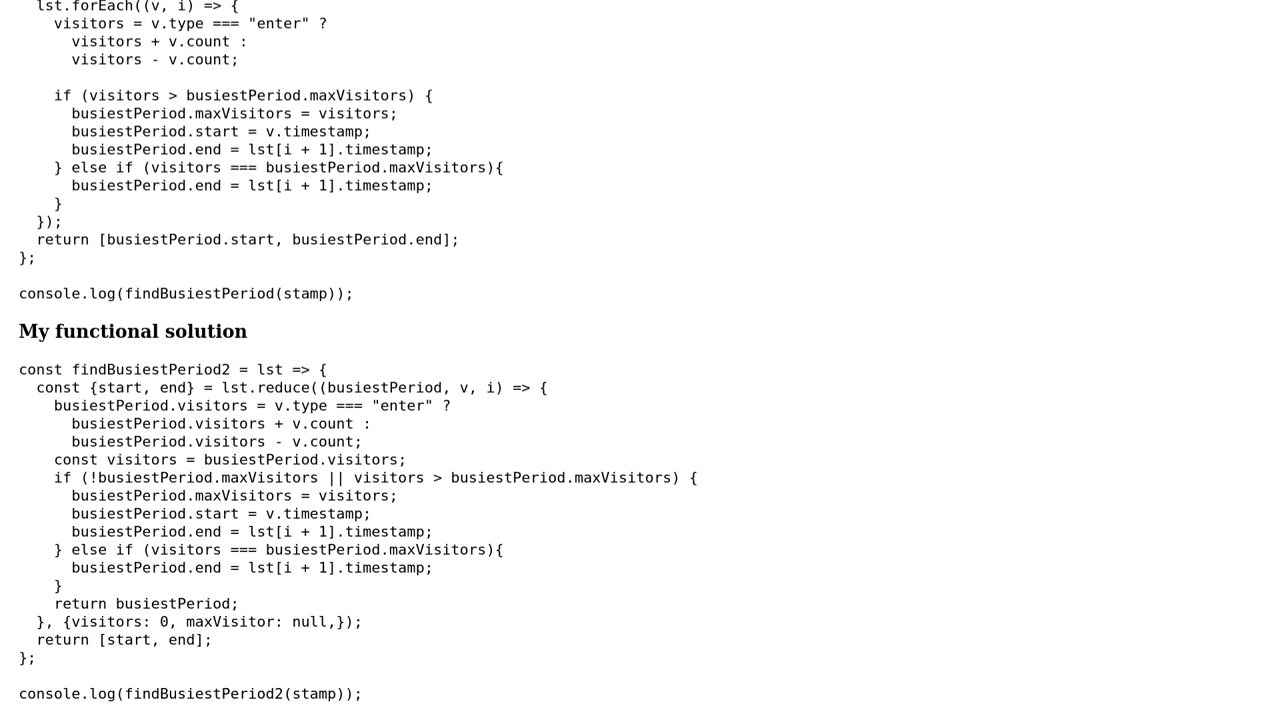 lst.forEach((v, i) => {
    visitors = v.type === "enter" ?
      visitors + v.count :
      visitors - v.count;

    if (visitors > busiestPeriod.maxVisitors) {
      busiestPeriod.maxVisitors = visitors;
      busiestPeriod.start = v.timestamp;
      busiestPeriod.end = lst[i + 1].timestamp;
    } else if (visitors === busiestPeriod.maxVisitors){
      busiestPeriod.end = lst[i + 1].timestamp;
    }
  });
  return [busiestPeriod.start, busiestPeriod.end];
};

console.log(findBusiestPeriod(stamp));

My functional solution

const findBusiestPeriod2 = lst => {
  const {start, end} = lst.reduce((busiestPeriod, v, i) => {
    busiestPeriod.visitors = v.type === "enter" ?
      busiestPeriod.visitors + v.count :
      busiestPeriod.visitors - v.count;
    const visitors = busiestPeriod.visitors;
    if (!busiestPeriod.maxVisitors || visitors > busiestPeriod.maxVisitors) {
      busiestPeriod.maxVisitors = visitors;
      busiestPeriod.start = v.timestamp;
      busiestPeriod.end = lst[i + 1].timestamp;
    } else if (visitors === busiestPeriod.maxVisitors){
      busiestPeriod.end = lst[i + 1].timestamp;
    }
    return busiestPeriod;
  }, {visitors: 0, maxVisitor: null,});
  return [start, end];
};

console.log(findBusiestPeriod2(stamp));